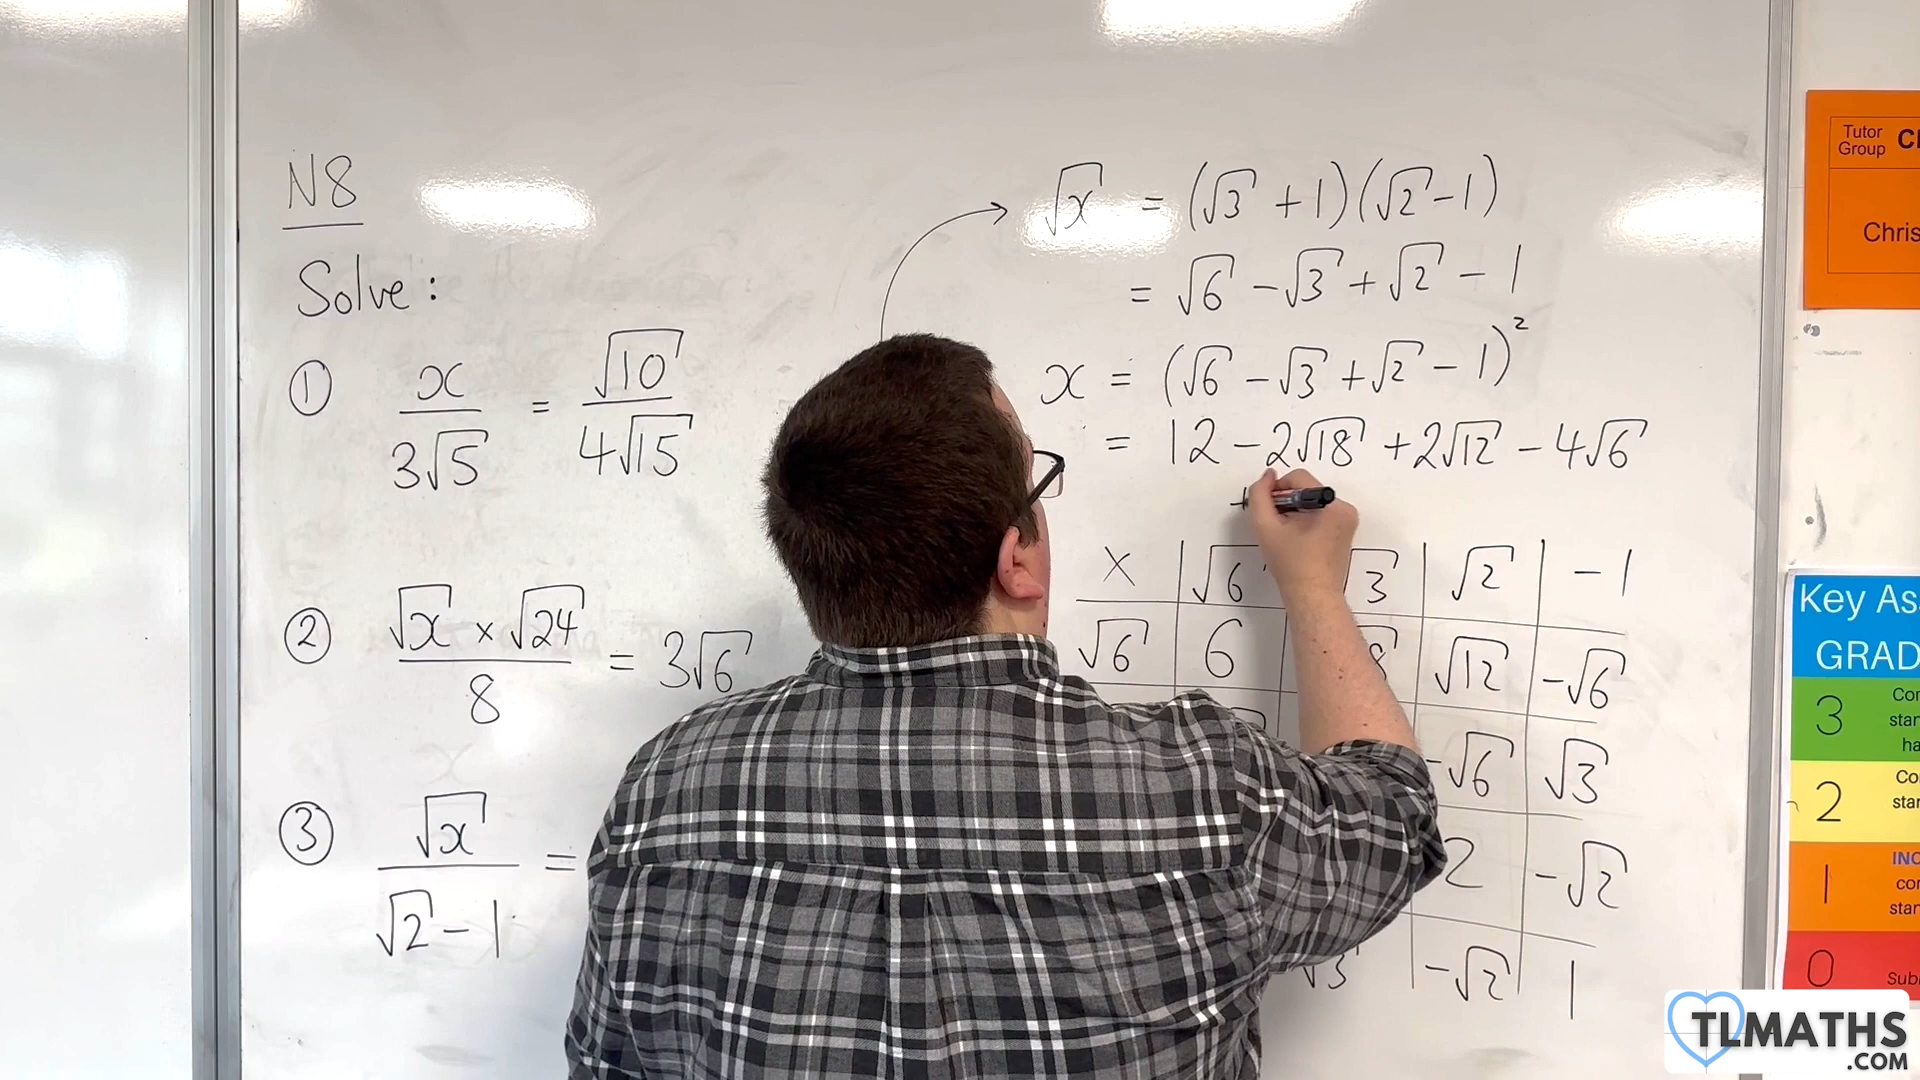 N8
Solve:
① x/3√5 = √10/4√15
② √x × √24/8 = 3√6
③ √x/√2 - 1 =
√x = (√3 + 1)(√2 - 1)
= √6 - √3 + √2 - 1
x = (√6 - √3 + √2 - 1)²
= 12 - 2√18 + 2√12 - 4√6
+
× √6 √3 √2 -1
√6 6 √12 -√6
-√6 √3
2 -√2
√3 -√2 1
Tutor
Group
Chris
Key As
GRAD
3
2
1
0
TLMATHS
.COM